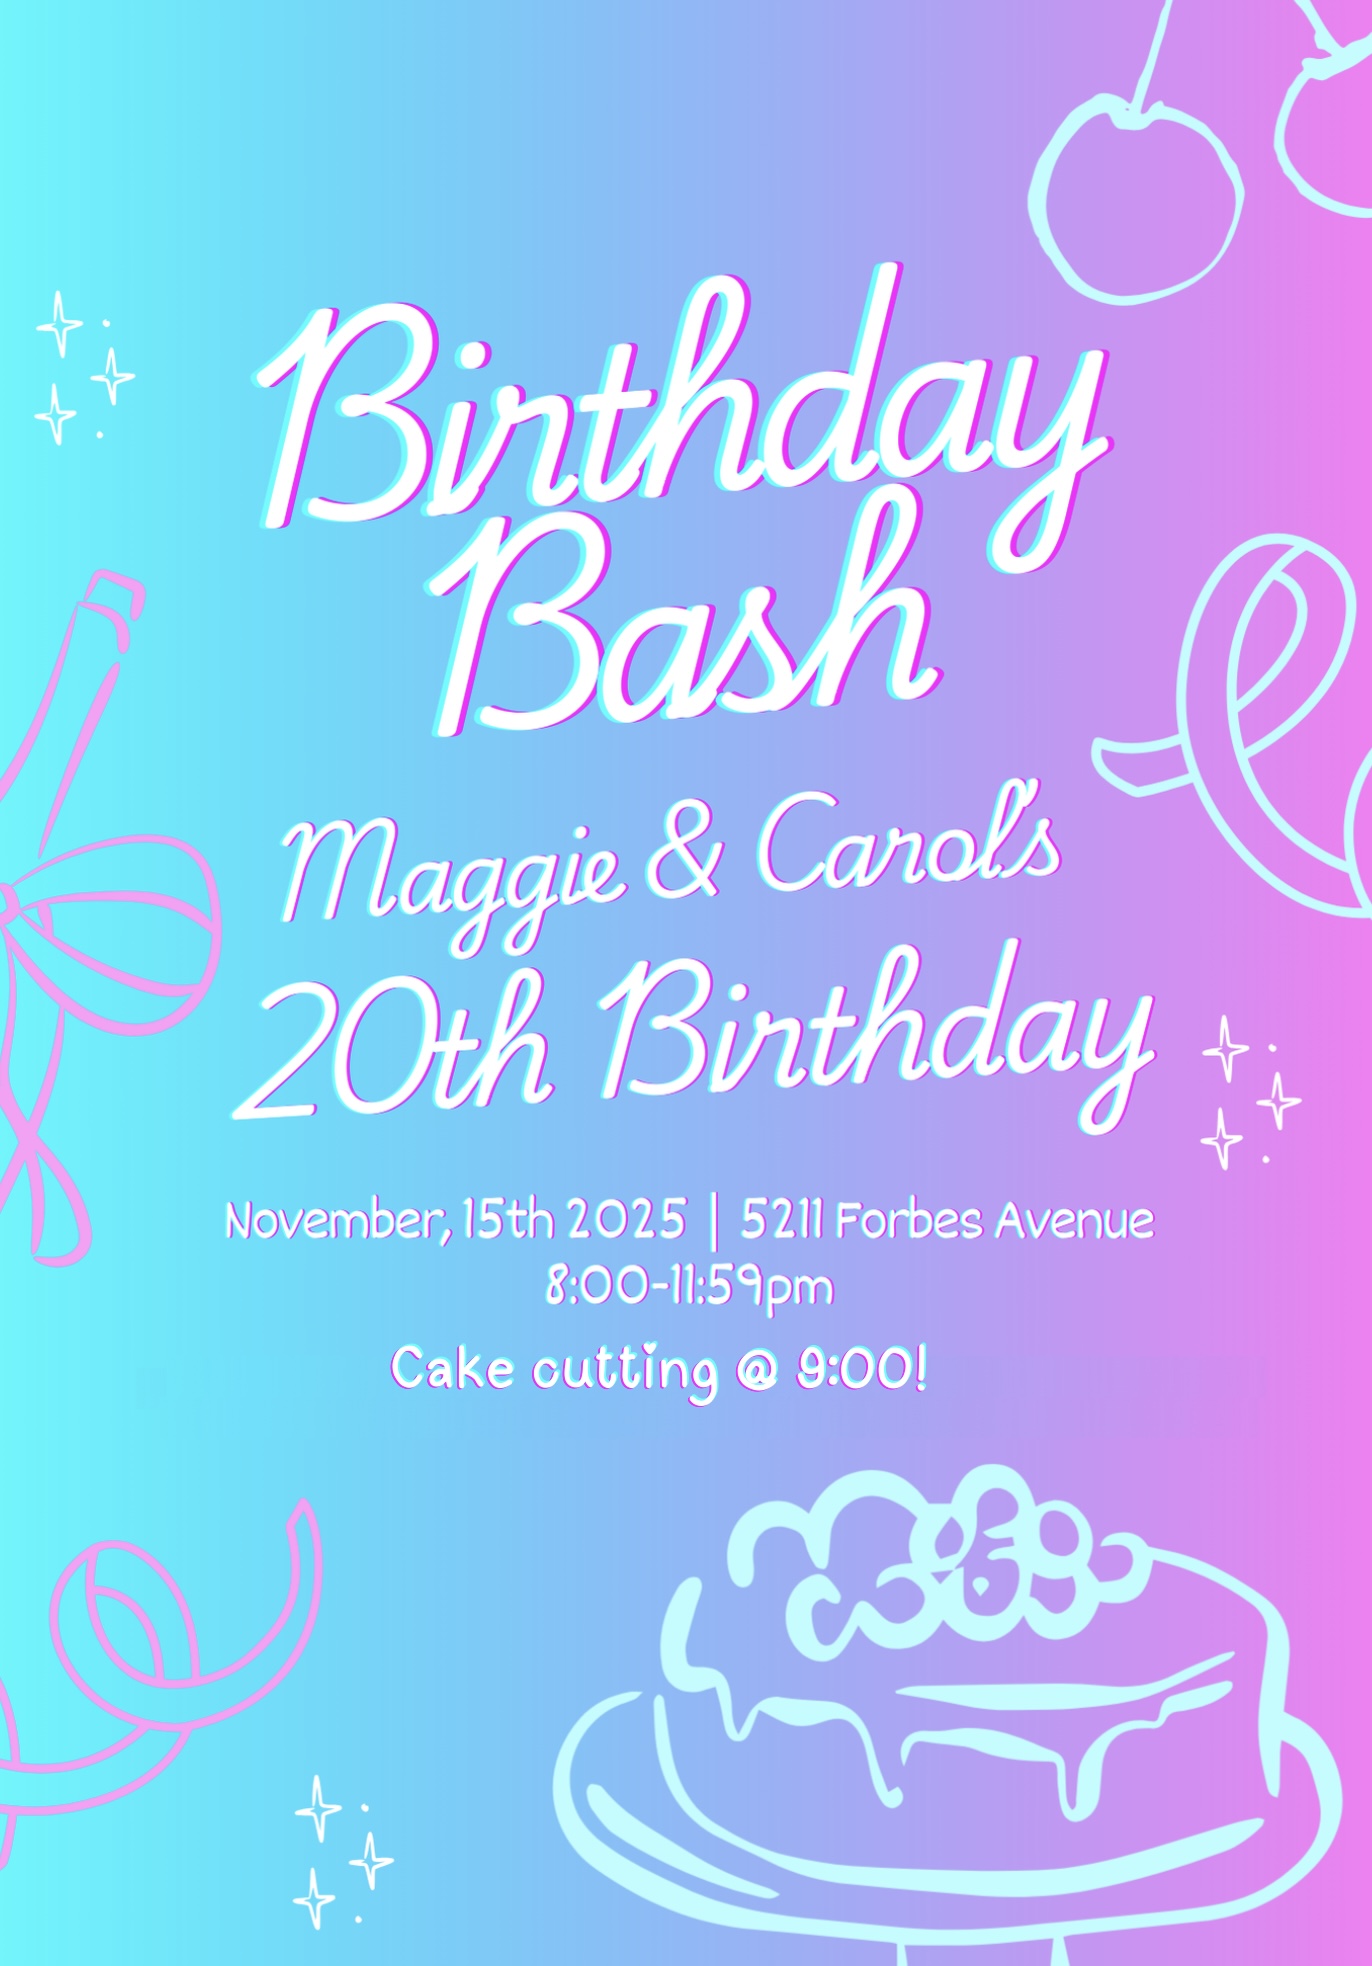 Birthday
Bash
Maggie & Carol's
20th Birthday
November, 15th 2025 | 5211 Forbes Avenue
8:00-11:59pm
Cake cutting @ 9:00!